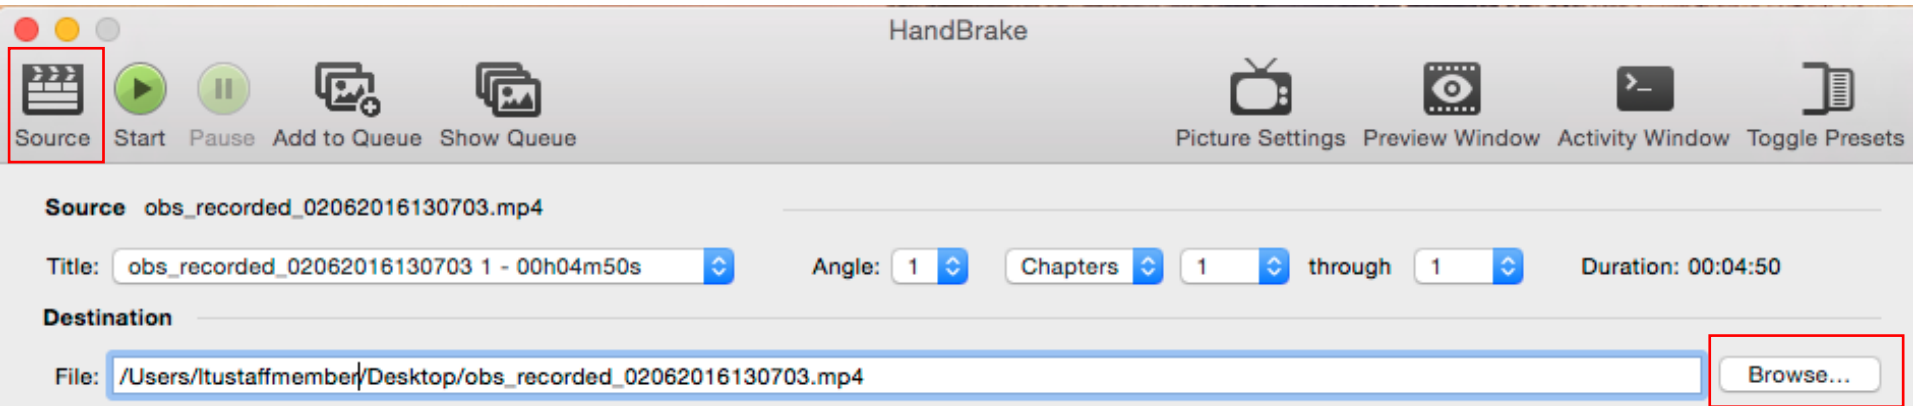 HandBrake
Source Start Pause Add to Queue Show Queue Picture Settings Preview Window Activity Window Toggle Presets
Source obs_recorded_02062016130703.mp4
Title: obs_recorded_02062016130703 1 - 00h04m50s Angle: 1 Chapters 1 through 1 Duration: 00:04:50
Destination
File: /Users/ltustaffmember/Desktop/obs_recorded_02062016130703.mp4 Browse...